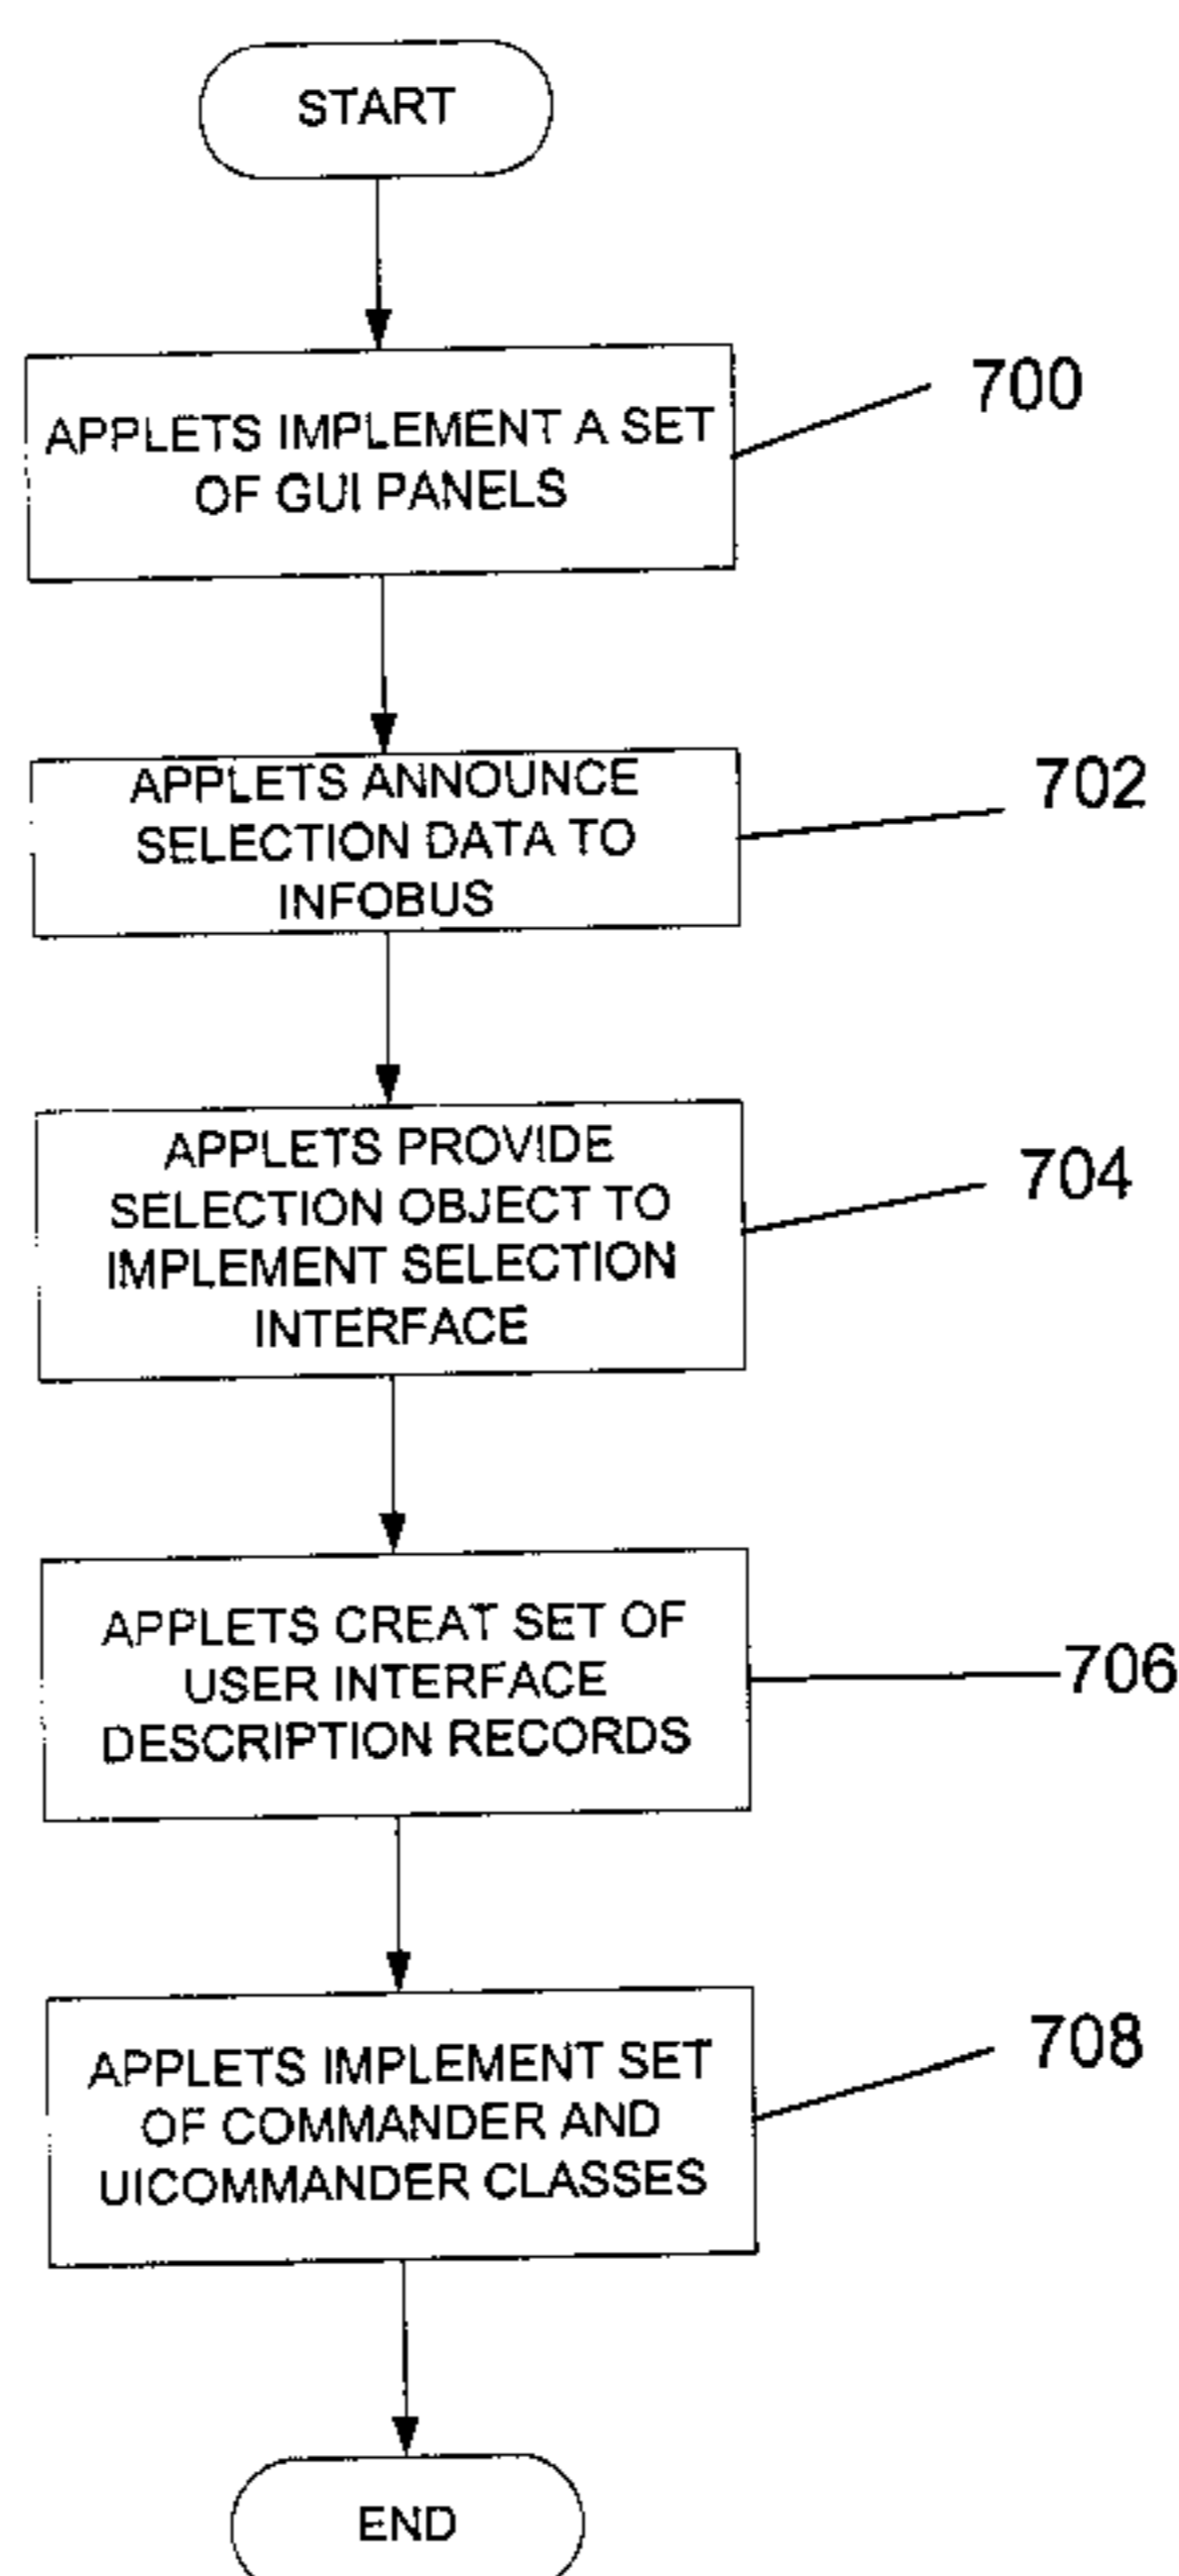 START
APPLETS IMPLEMENT A SET
OF GUI PANELS
700
APPLETS ANNOUNCE
SELECTION DATA TO
INFOBUS
702
APPLETS PROVIDE
SELECTION OBJECT TO
IMPLEMENT SELECTION
INTERFACE
704
APPLETS CREAT SET OF
USER INTERFACE
DESCRIPTION RECORDS
706
APPLETS IMPLEMENT SET
OF COMMANDER AND
UICOMMANDER CLASSES
708
END